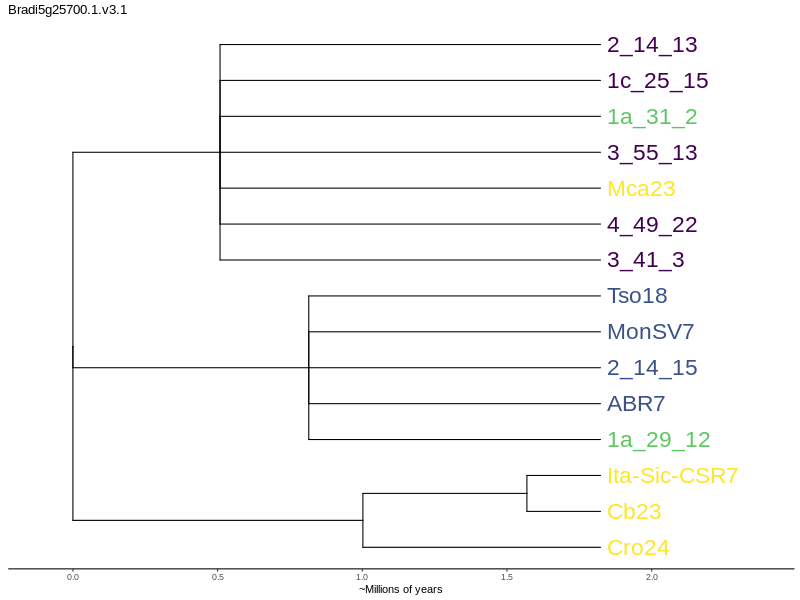 Bradi5g25700.1.v3.1
2_14_13
1c_25_15
1a_31_2
3_55_13
Mca23
4_49_22
3_41_3
Tso18
MonSV7
2_14_15
ABR7
1a_29_12
Ita-Sic-CSR7
Cb23
Cro24
0.0 0.5 1.0 1.5 2.0
~Millions of years